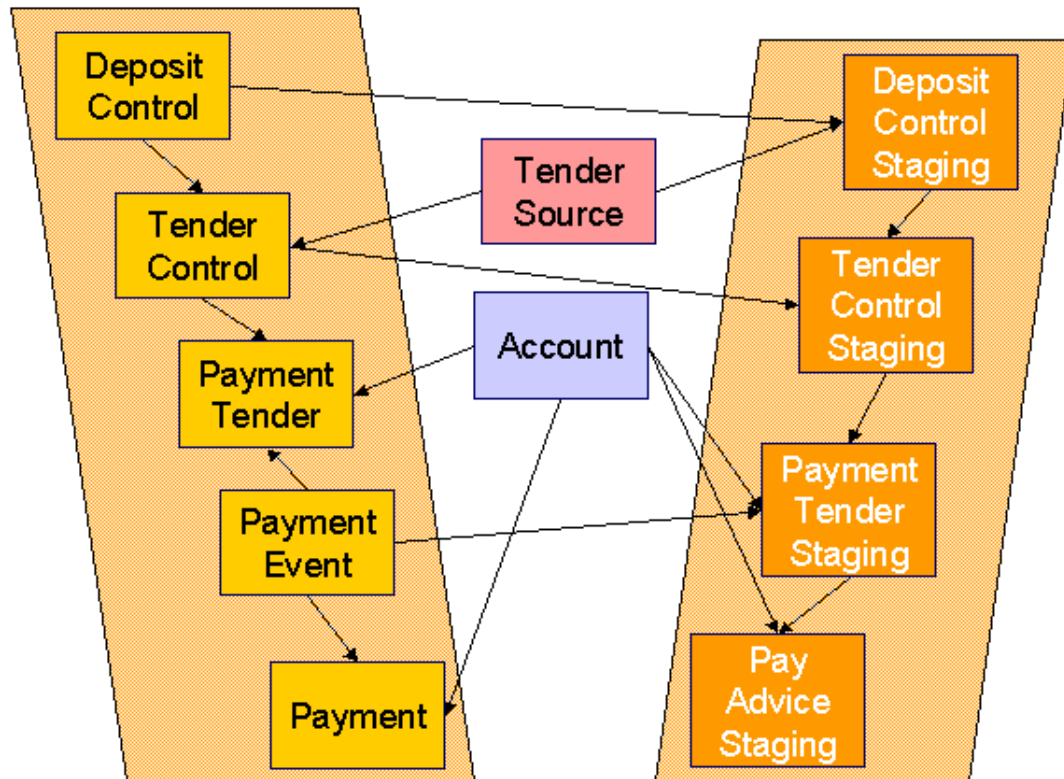 Deposit
Control
Tender
Control
Payment
Tender
Payment
Event
Payment
Tender
Source
Account
Deposit
Control
Staging
Tender
Control
Staging
Payment
Tender
Staging
Pay
Advice
Staging